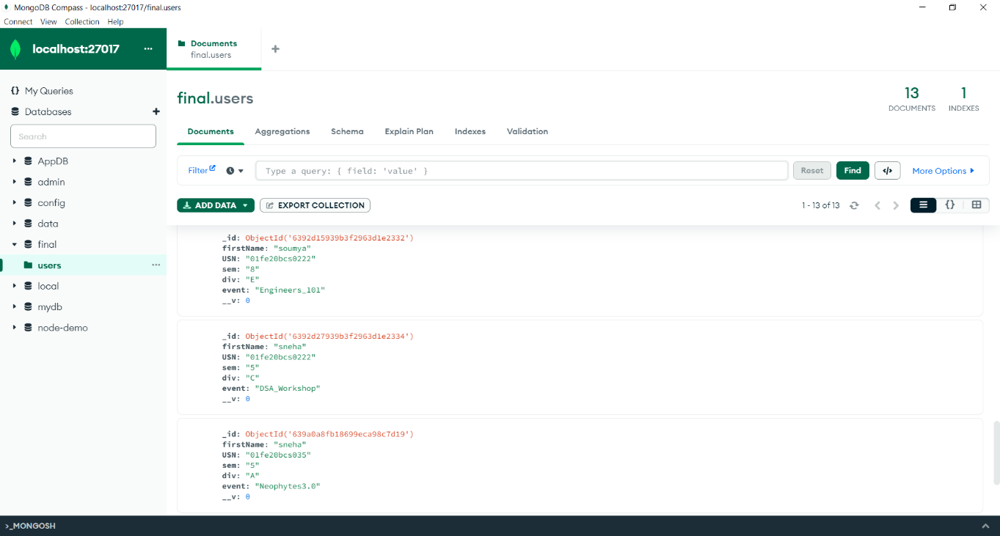 MongoDB Compass - localhost:27017/final.users
Connect View Collection Help
localhost:27017 ...
Documents
final.users
+
{} My Queries
Databases +
Search
AppDB
admin
config
data
final
users ...
local
mydb
node-demo
final.users
13
DOCUMENTS
1
INDEXES
Documents Aggregations Schema Explain Plan Indexes Validation
Filter Type a query: { field: 'value' } Reset Find </> More Options
ADD DATA EXPORT COLLECTION 1 - 13 of 13 {}
_id: ObjectId('6392d15939b3f2963d1e2332')
firstName: "soumya"
USN: "01fe20bcs0222"
sem: "8"
div: "E"
event: "Engineers_101"
__v: 0
_id: ObjectId('6392d27939b3f2963d1e2334')
firstName: "sneha"
USN: "01fe20bcs0222"
sem: "5"
div: "C"
event: "DSA_Workshop"
__v: 0
_id: ObjectId('639a0a8fb18699eca98c7d19')
firstName: "sneha"
USN: "01fe20bcs035"
sem: "5"
div: "A"
event: "Neophytes3.0"
__v: 0
>_MONGOSH